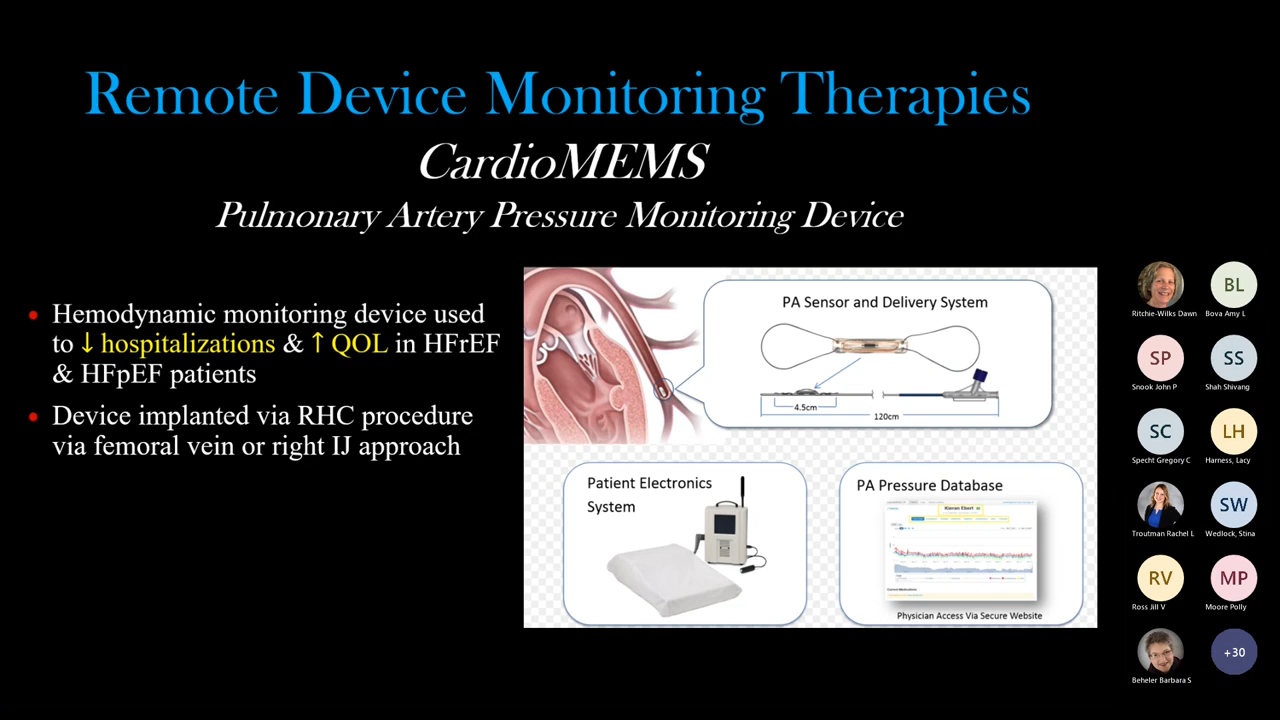 Remote Device Monitoring Therapies
CardioMEMS
Pulmonary Artery Pressure Monitoring Device
• Hemodynamic monitoring device used
to ↓ hospitalizations & ↑ QOL in HFrEF
& HFpEF patients
• Device implanted via RHC procedure
via femoral vein or right IJ approach
PA Sensor and Delivery System
4.5cm
120cm
Patient Electronics
System
PA Pressure Database
Kieran Ebert
Physician Access Via Secure Website
Ritchie-Wilks Dawn
BL
Bova Amy L
SP
Snook John P
SS
Shah Shivang
SC
Specht Gregory C
LH
Harness, Lacy
Troutman Rachel L
SW
Wedlock, Stina
RV
Ross Jill V
MP
Moore Polly
Beheler Barbara S
+30